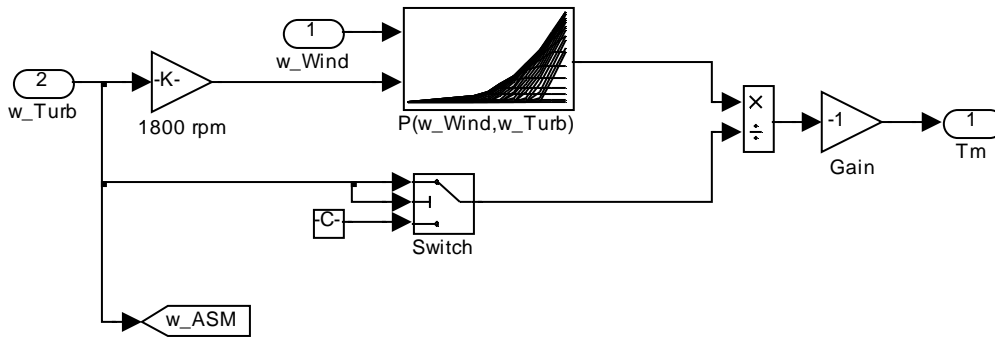 1
w_Wind
2
w_Turb
-K-
1800 rpm
P(w_Wind,w_Turb)
×
÷
-1
Gain
1
Tm
-C-
Switch
w_ASM